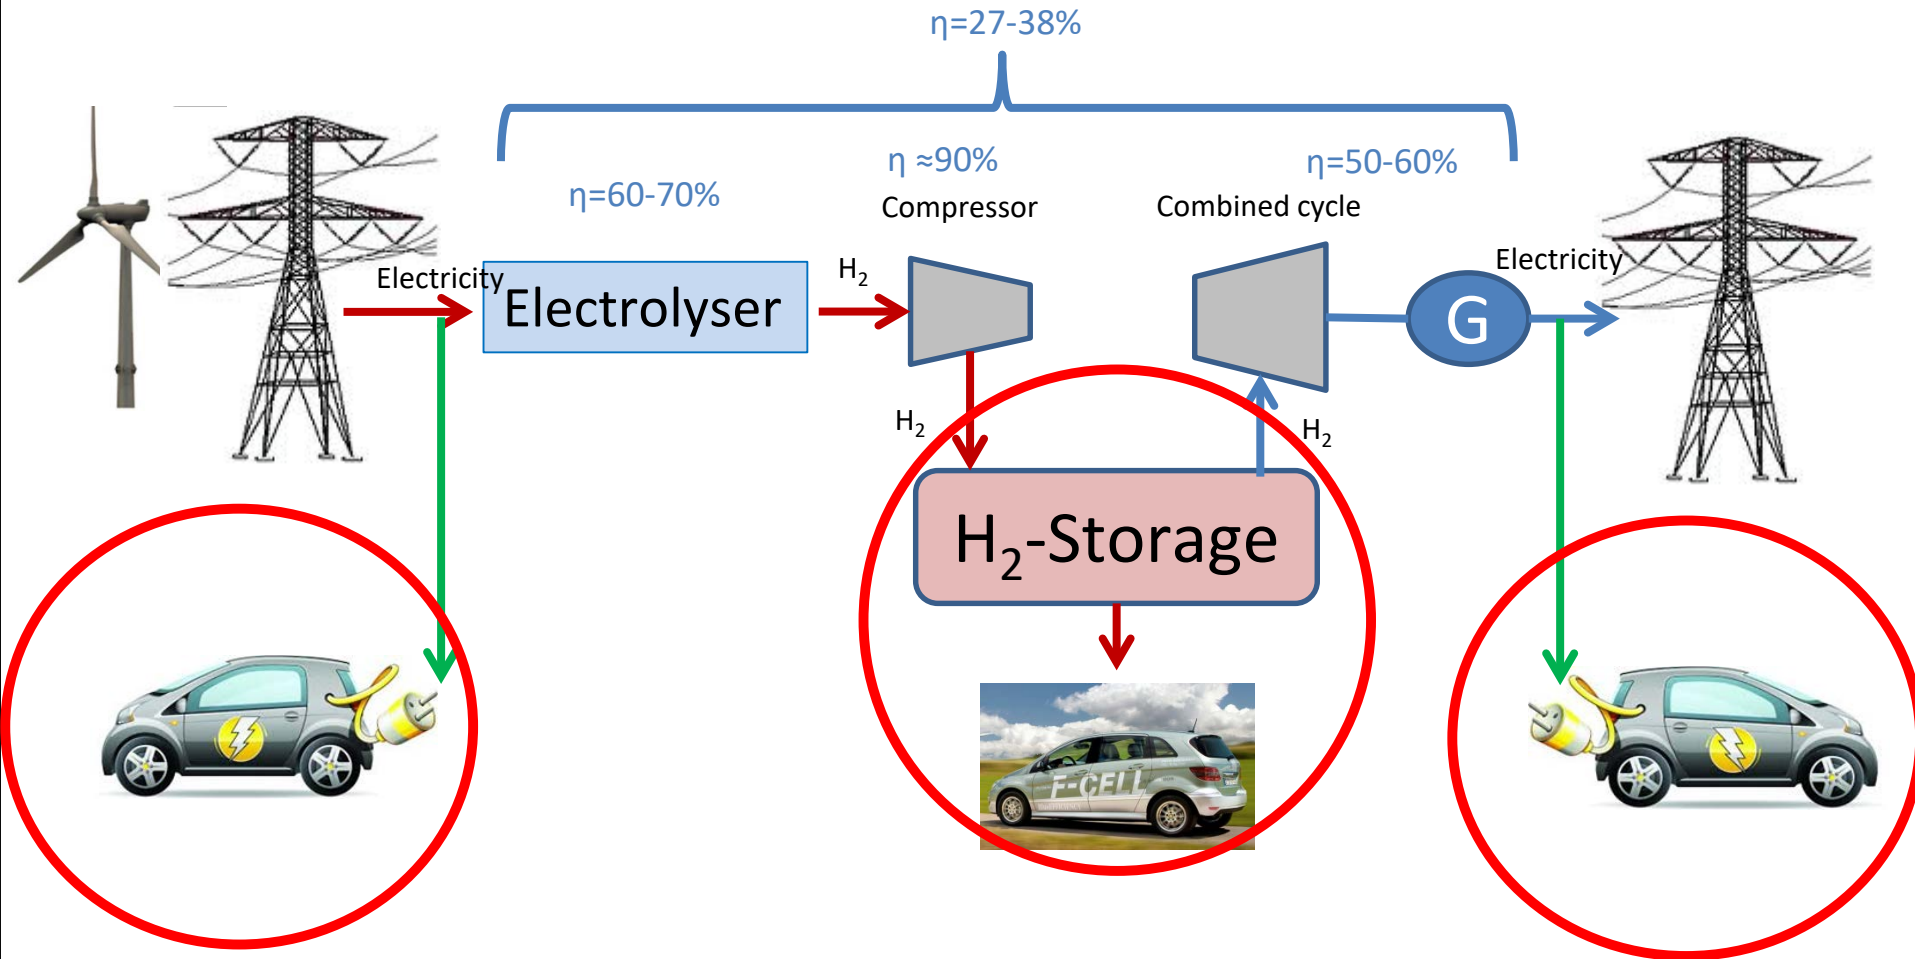 η=27-38%
η ≈90%
η=50-60%
η=60-70%
Compressor
Combined cycle
Electricity
H₂
Electricity
Electrolyser
G
H₂
H₂
H₂-Storage
F-CELL